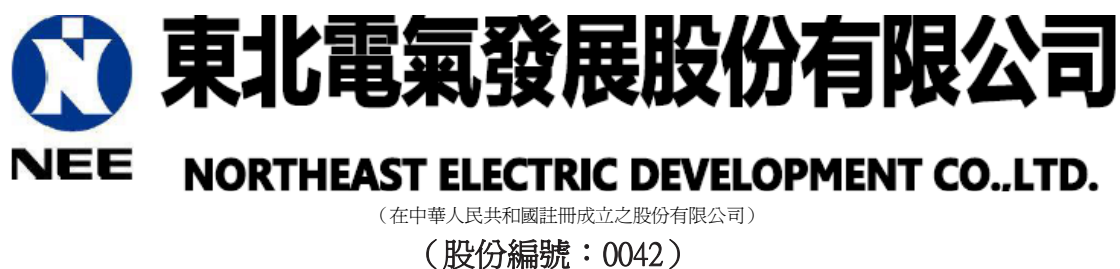 東北電氣發展股份有限公司
NEE
NORTHEAST ELECTRIC DEVELOPMENT CO.,LTD.
（在中華人民共和國註冊成立之股份有限公司）
（股份編號：0042）